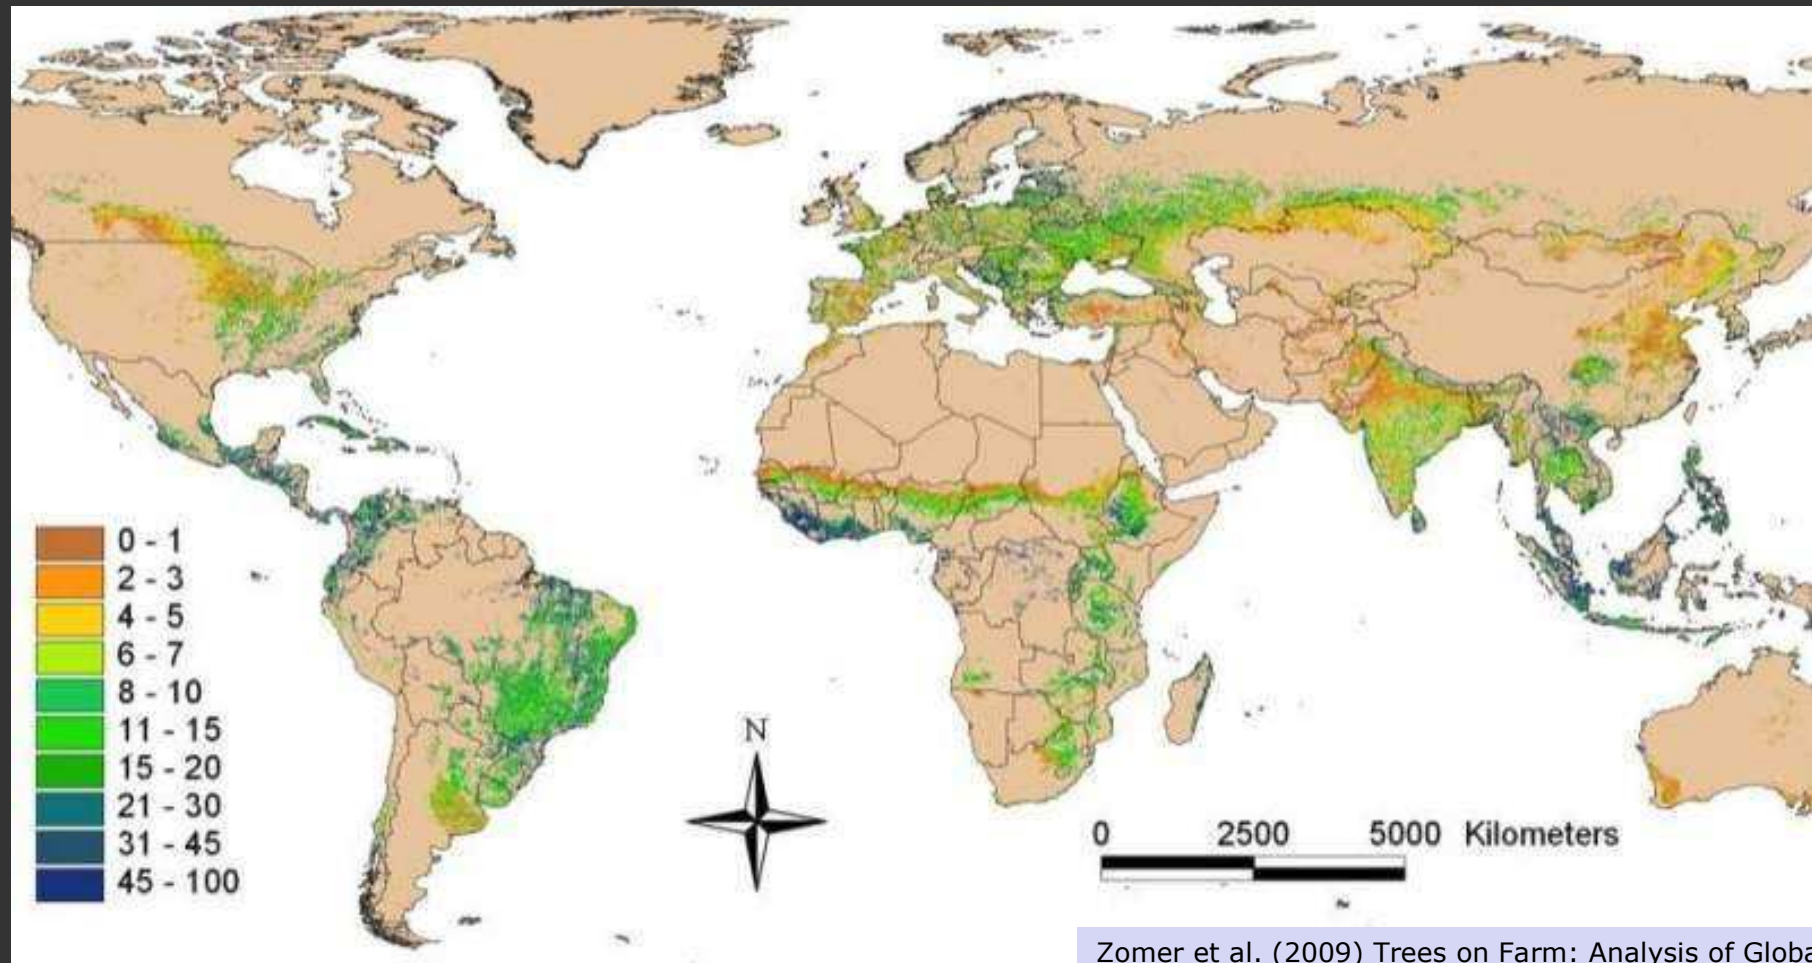 0 - 1
2 - 3
4 - 5
6 - 7
8 - 10
11 - 15
15 - 20
21 - 30
31 - 45
45 - 100
N
0 2500 5000 Kilometers
Zomer et al. (2009) Trees on Farm: Analysis of Globa